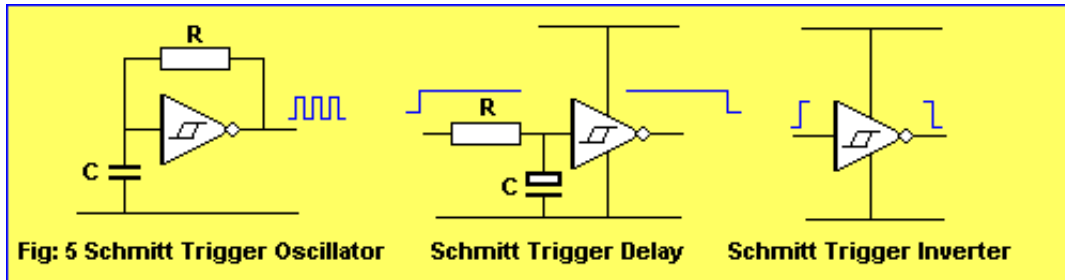 R
R
C
C
Fig: 5 Schmitt Trigger Oscillator
Schmitt Trigger Delay
Schmitt Trigger Inverter